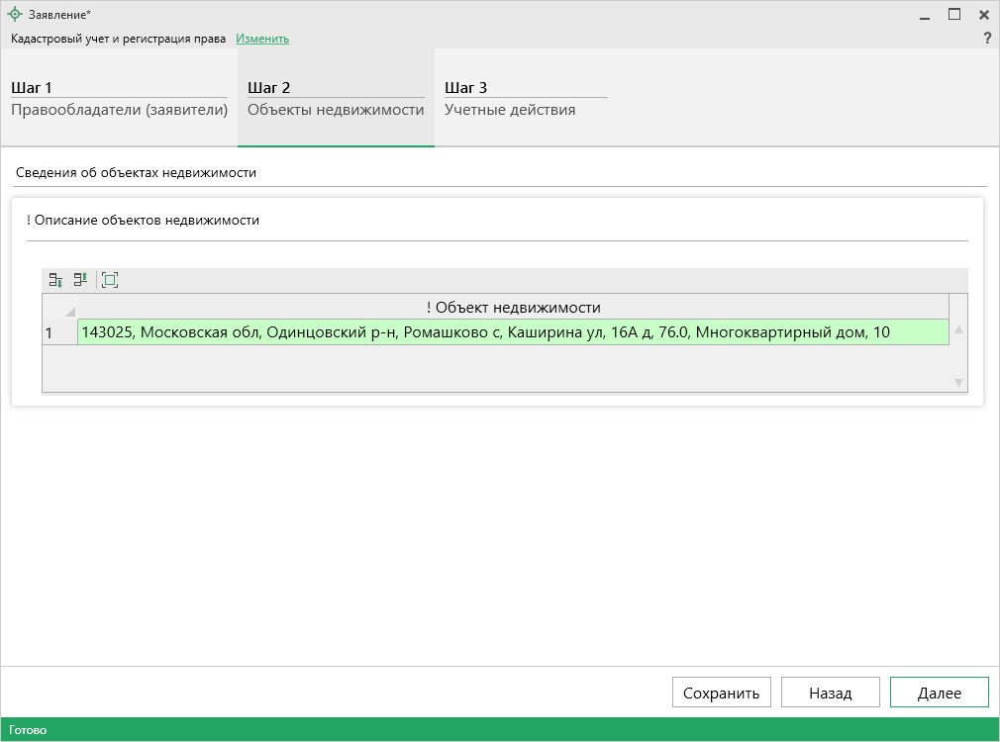 Заявление*
Кадастровый учет и регистрация права Изменить ?
Шаг 1 Шаг 2 Шаг 3
Правообладатели (заявители) Объекты недвижимости Учетные действия
Сведения об объектах недвижимости
! Описание объектов недвижимости
! Объект недвижимости
1 143025, Московская обл, Одинцовский р-н, Ромашково с, Каширина ул, 16А д, 76.0, Многоквартирный дом, 10
Сохранить Назад Далее
Готово